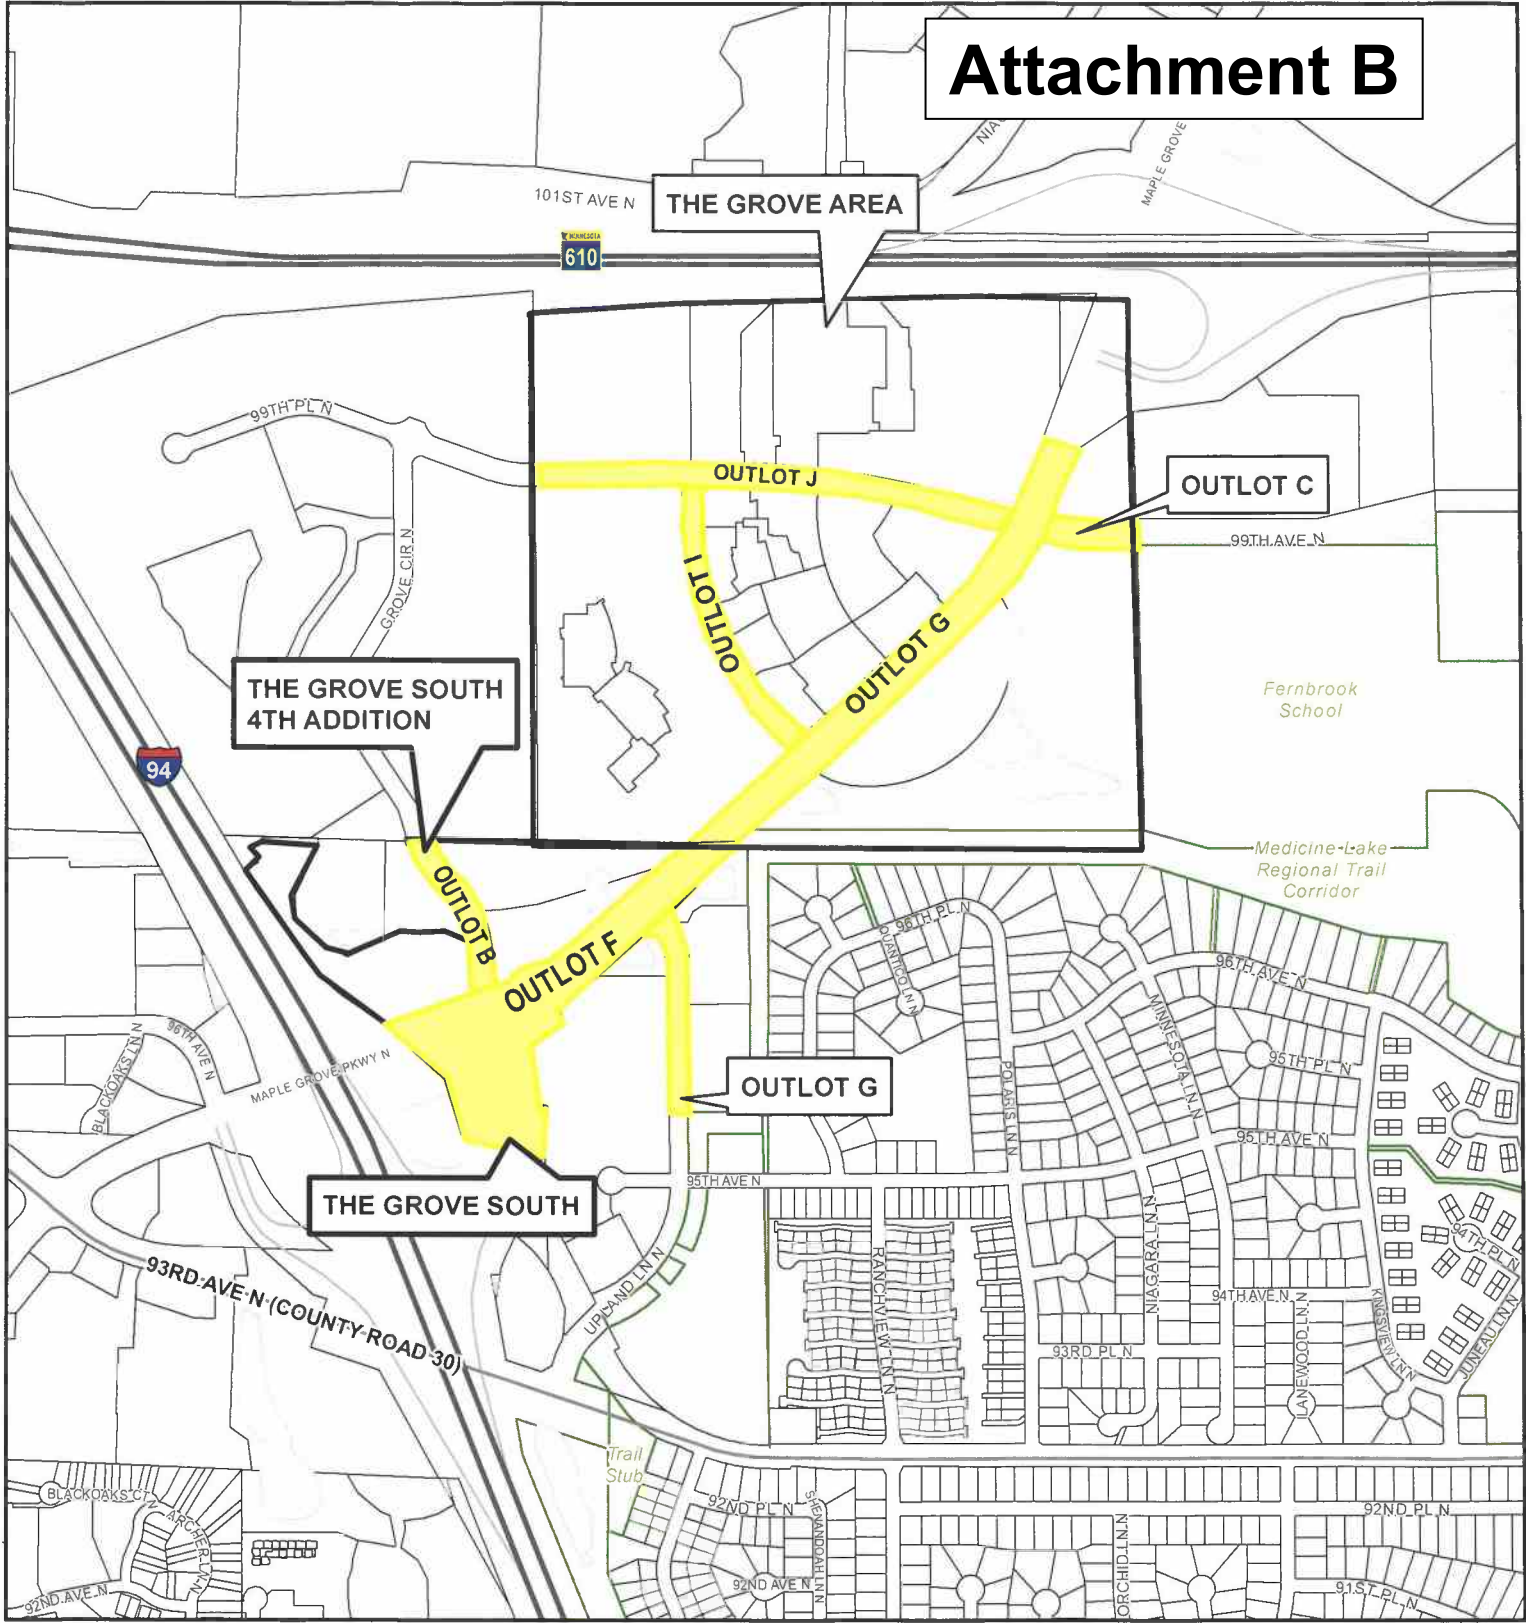 Attachment B
MAPLE GROVE
101ST AVE N
THE GROVE AREA
MINNESOTA
610
99TH PL N
OUTLOT J
OUTLOT C
99TH AVE N
GROVE CIR N
OUTLOT I
OUTLOT G
THE GROVE SOUTH
4TH ADDITION
Fernbrook
School
94
OUTLOT B
Medicine Lake
Regional Trail
Corridor
OUTLOT F
96TH PL N
QUANTICO LN N
96TH AVE N
MINNESOTA LN N
96TH AVE N
BLACKOAKS LN N
MAPLE GROVE PKWY N
95TH PL N
POLARIS LN N
OUTLOT G
95TH AVE N
95TH AVE N
THE GROVE SOUTH
93RD AVE N (COUNTY ROAD 30)
UPLAND LN N
RANCHVIEW LN N
NIAGARA LN N
94TH AVE N
LANEWOOD LN N
KINGSVIEW LN N
94TH PL N
JUNEAU LN N
93RD PL N
Trail
Stub
BLACKOAKS CT N
ARCHER LN N
92ND AVE N
92ND PL N
SHENANDOAH LN N
92ND AVE N
ORCHID LN N
92ND PL N
91ST PL N